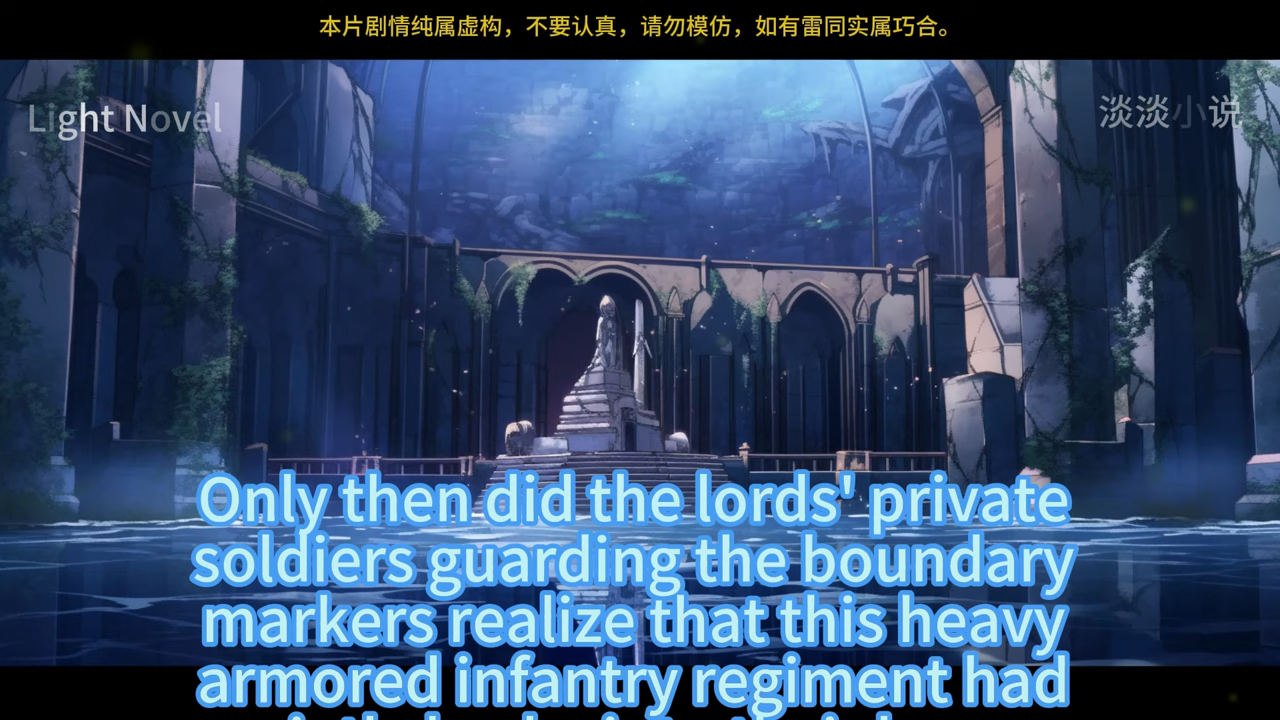 本片剧情纯属虚构，不要认真，请勿模仿，如有雷同实属巧合。
Light Novel
淡淡小说
Only then did the lords' private
soldiers guarding the boundary
markers realize that this heavy
armored infantry regiment had